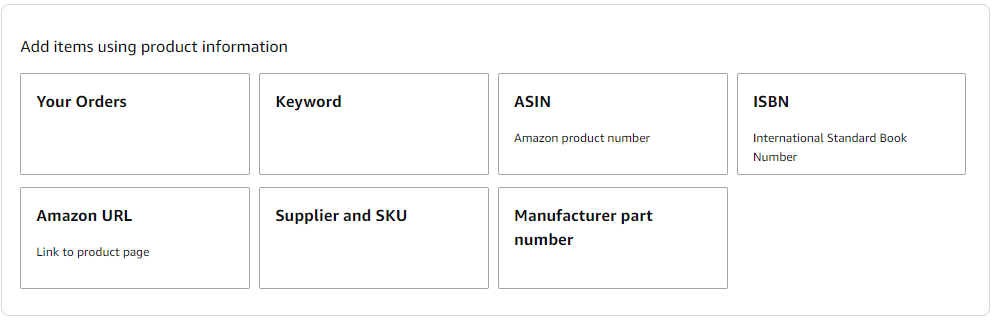 Add items using product information
Your Orders
Keyword
ASIN
Amazon product number
ISBN
International Standard Book
Number
Amazon URL
Link to product page
Supplier and SKU
Manufacturer part
number